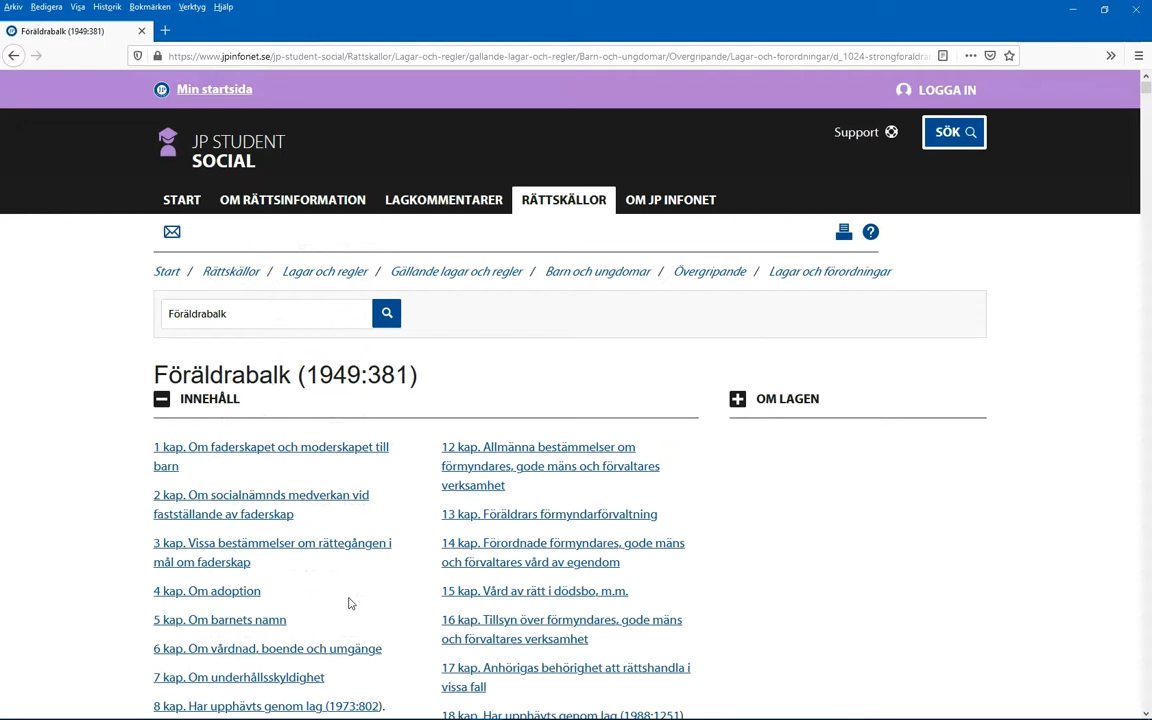 Arkiv Redigera Visa Historik Bokmärken Verktyg Hjälp
Föräldrabalk (1949:381)
https://www.jpinfonet.se/jp-student-social/Rattskallor/Lagar-och-regler/gallande-lagar-och-regler/Barn-och-ungdomar/Overgripande/Lagar-och-forordningar/d_1024-strongforaldra
Min startsida
LOGGA IN
JP STUDENT
SOCIAL
Support
SÖK
START OM RÄTTSINFORMATION LAGKOMMENTARER RÄTTSKÄLLOR OM JP INFONET
Start / Rättskällor / Lagar och regler / Gällande lagar och regler / Barn och ungdomar / Övergripande / Lagar och förordningar
Föräldrabalk
Föräldrabalk (1949:381)
INNEHÅLL
OM LAGEN
1 kap. Om faderskapet och moderskapet till
barn
2 kap. Om socialnämnds medverkan vid
fastställande av faderskap
3 kap. Vissa bestämmelser om rättegången i
mål om faderskap
4 kap. Om adoption
5 kap. Om barnets namn
6 kap. Om vårdnad, boende och umgänge
7 kap. Om underhållsskyldighet
8 kap. Har upphävts genom lag (1973:802).
12 kap. Allmänna bestämmelser om
förmyndares, gode mäns och förvaltares
verksamhet
13 kap. Föräldrars förmyndarförvaltning
14 kap. Förordnade förmyndares, gode mäns
och förvaltares vård av egendom
15 kap. Vård av rätt i dödsbo, m.m.
16 kap. Tillsyn över förmyndares, gode mäns
och förvaltares verksamhet
17 kap. Anhörigas behörighet att rättshandla i
vissa fall
18 kap. Har upphävts genom lag (1988:1251)